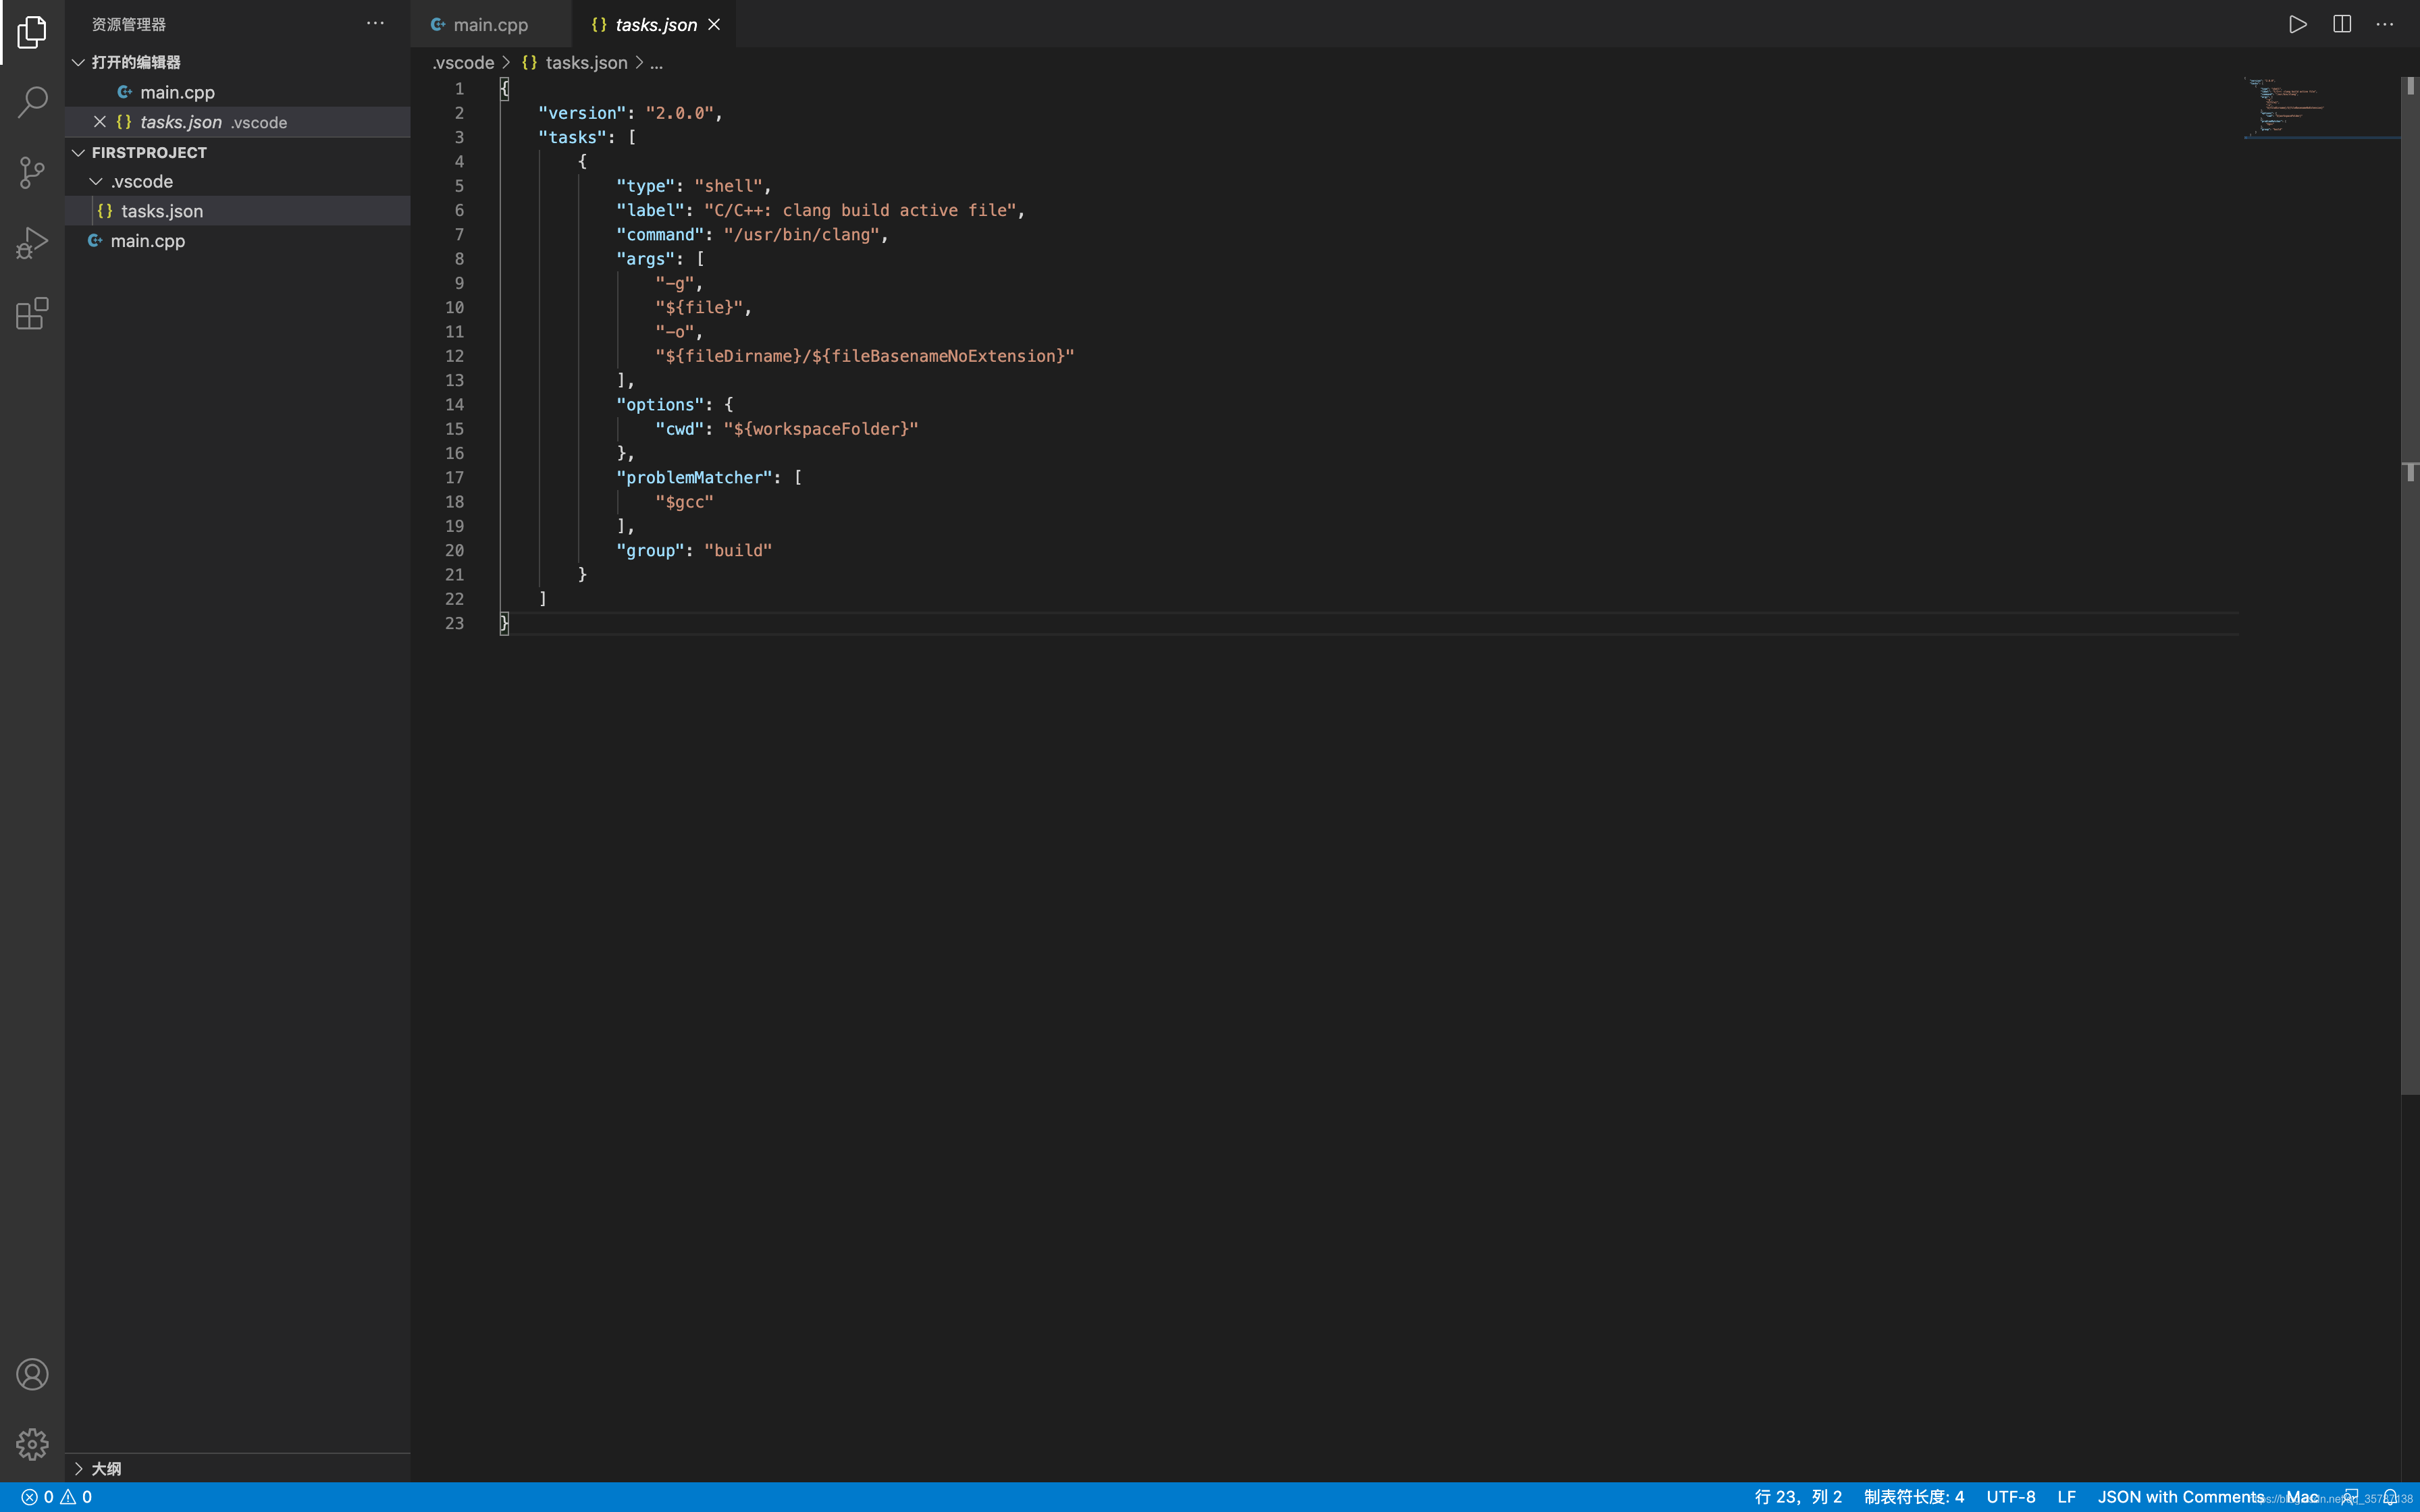 资源管理器
打开的编辑器
main.cpp
tasks.json .vscode
FIRSTPROJECT
.vscode
tasks.json
main.cpp
大纲
main.cpp
{} tasks.json
.vscode > {} tasks.json > ...
1 {
2 "version": "2.0.0",
3 "tasks": [
4 {
5 "type": "shell",
6 "label": "C/C++: clang build active file",
7 "command": "/usr/bin/clang",
8 "args": [
9 "-g",
10 "${file}",
11 "-o",
12 "${fileDirname}/${fileBasenameNoExtension}"
13 ],
14 "options": {
15 "cwd": "${workspaceFolder}"
16 },
17 "problemMatcher": [
18 "$gcc"
19 ],
20 "group": "build"
21 }
22 ]
23 }
0 0 行 23，列 2 制表符长度: 4 UTF-8 LF JSON with Comments Mac